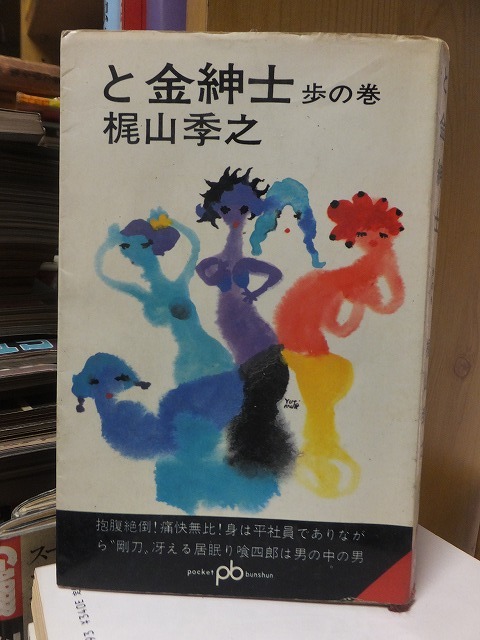 と金紳士 歩の巻
梶山季之
抱腹絶倒!痛快無比!身は平社員でありなが
ら“剛刀〟冴える居眠り喰四郎は男の中の男
pocket pb bunshun
¥340E